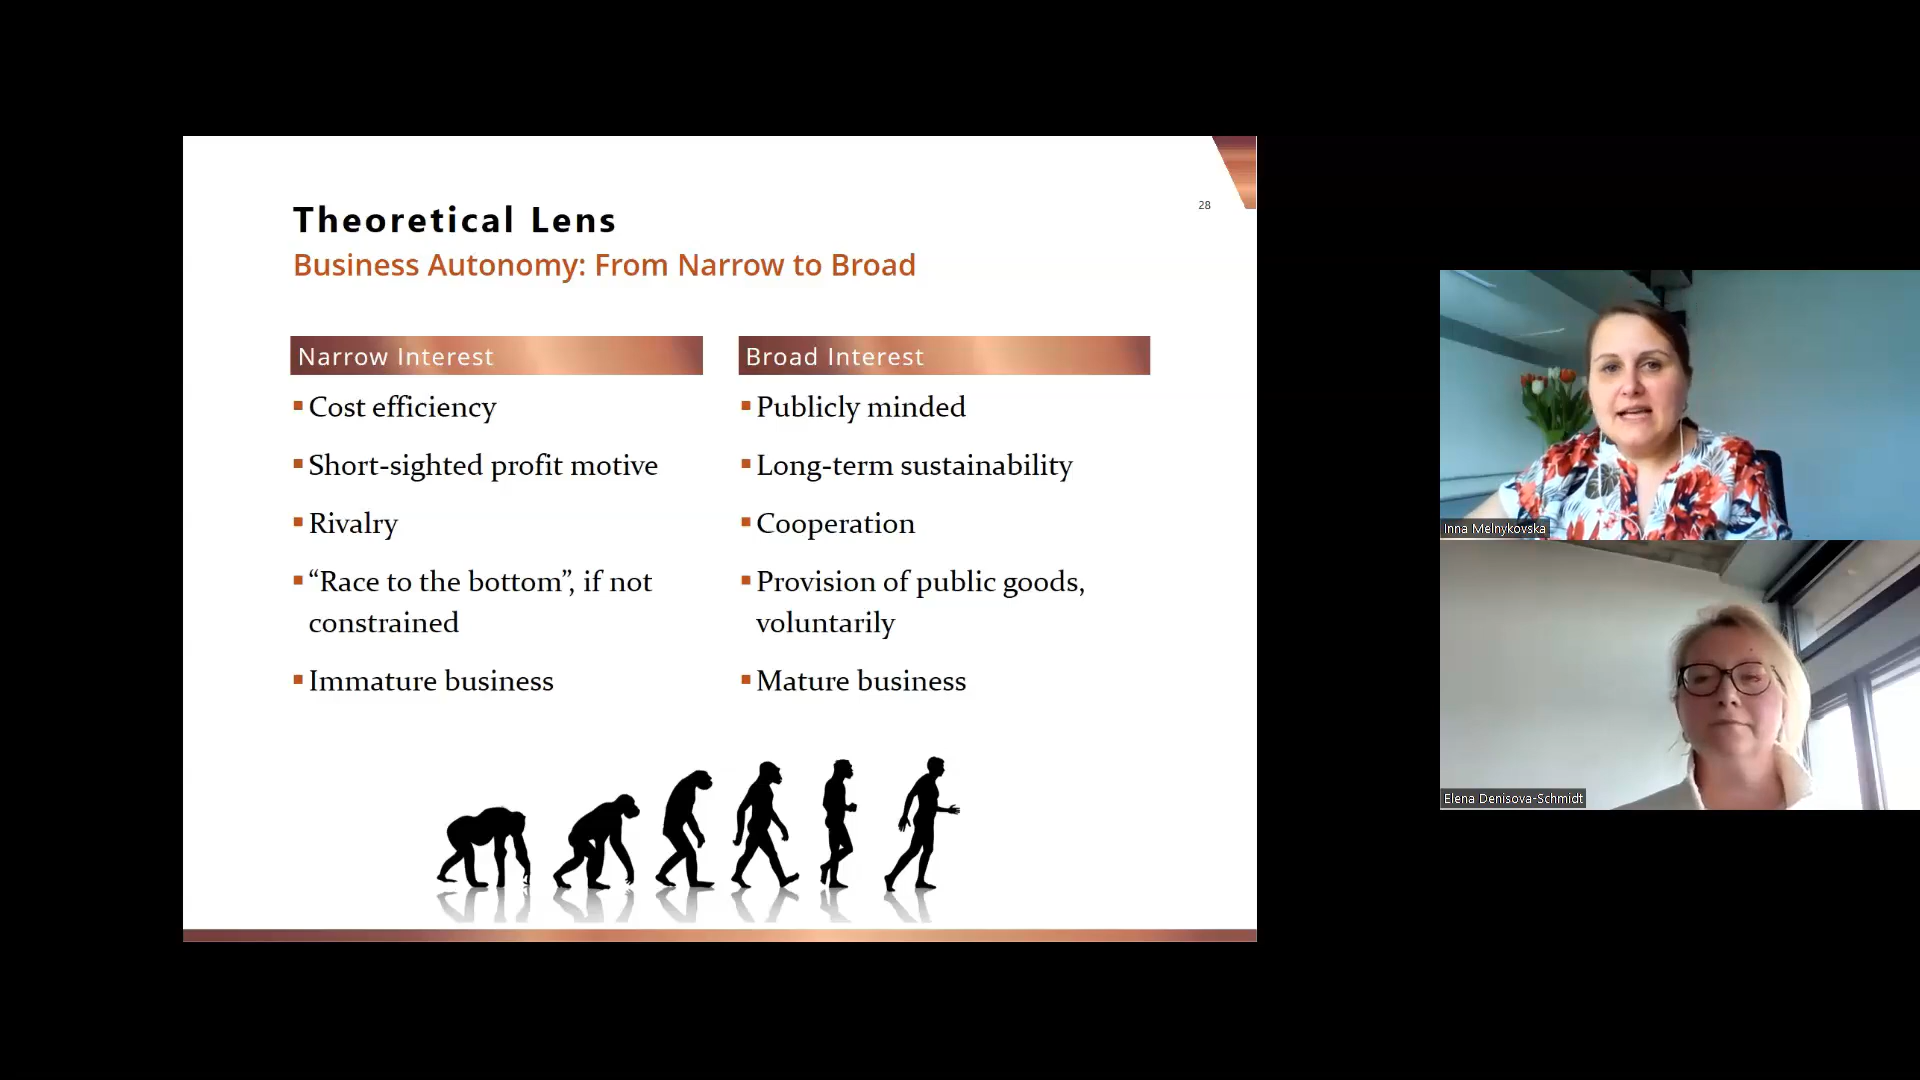 28
Theoretical Lens
Business Autonomy: From Narrow to Broad
Narrow Interest
Cost efficiency
Short-sighted profit motive
Rivalry
“Race to the bottom”, if not
constrained
Immature business
Broad Interest
Publicly minded
Long-term sustainability
Cooperation
Provision of public goods,
voluntarily
Mature business
Inna Melnykovska
Elena Denisova-Schmidt